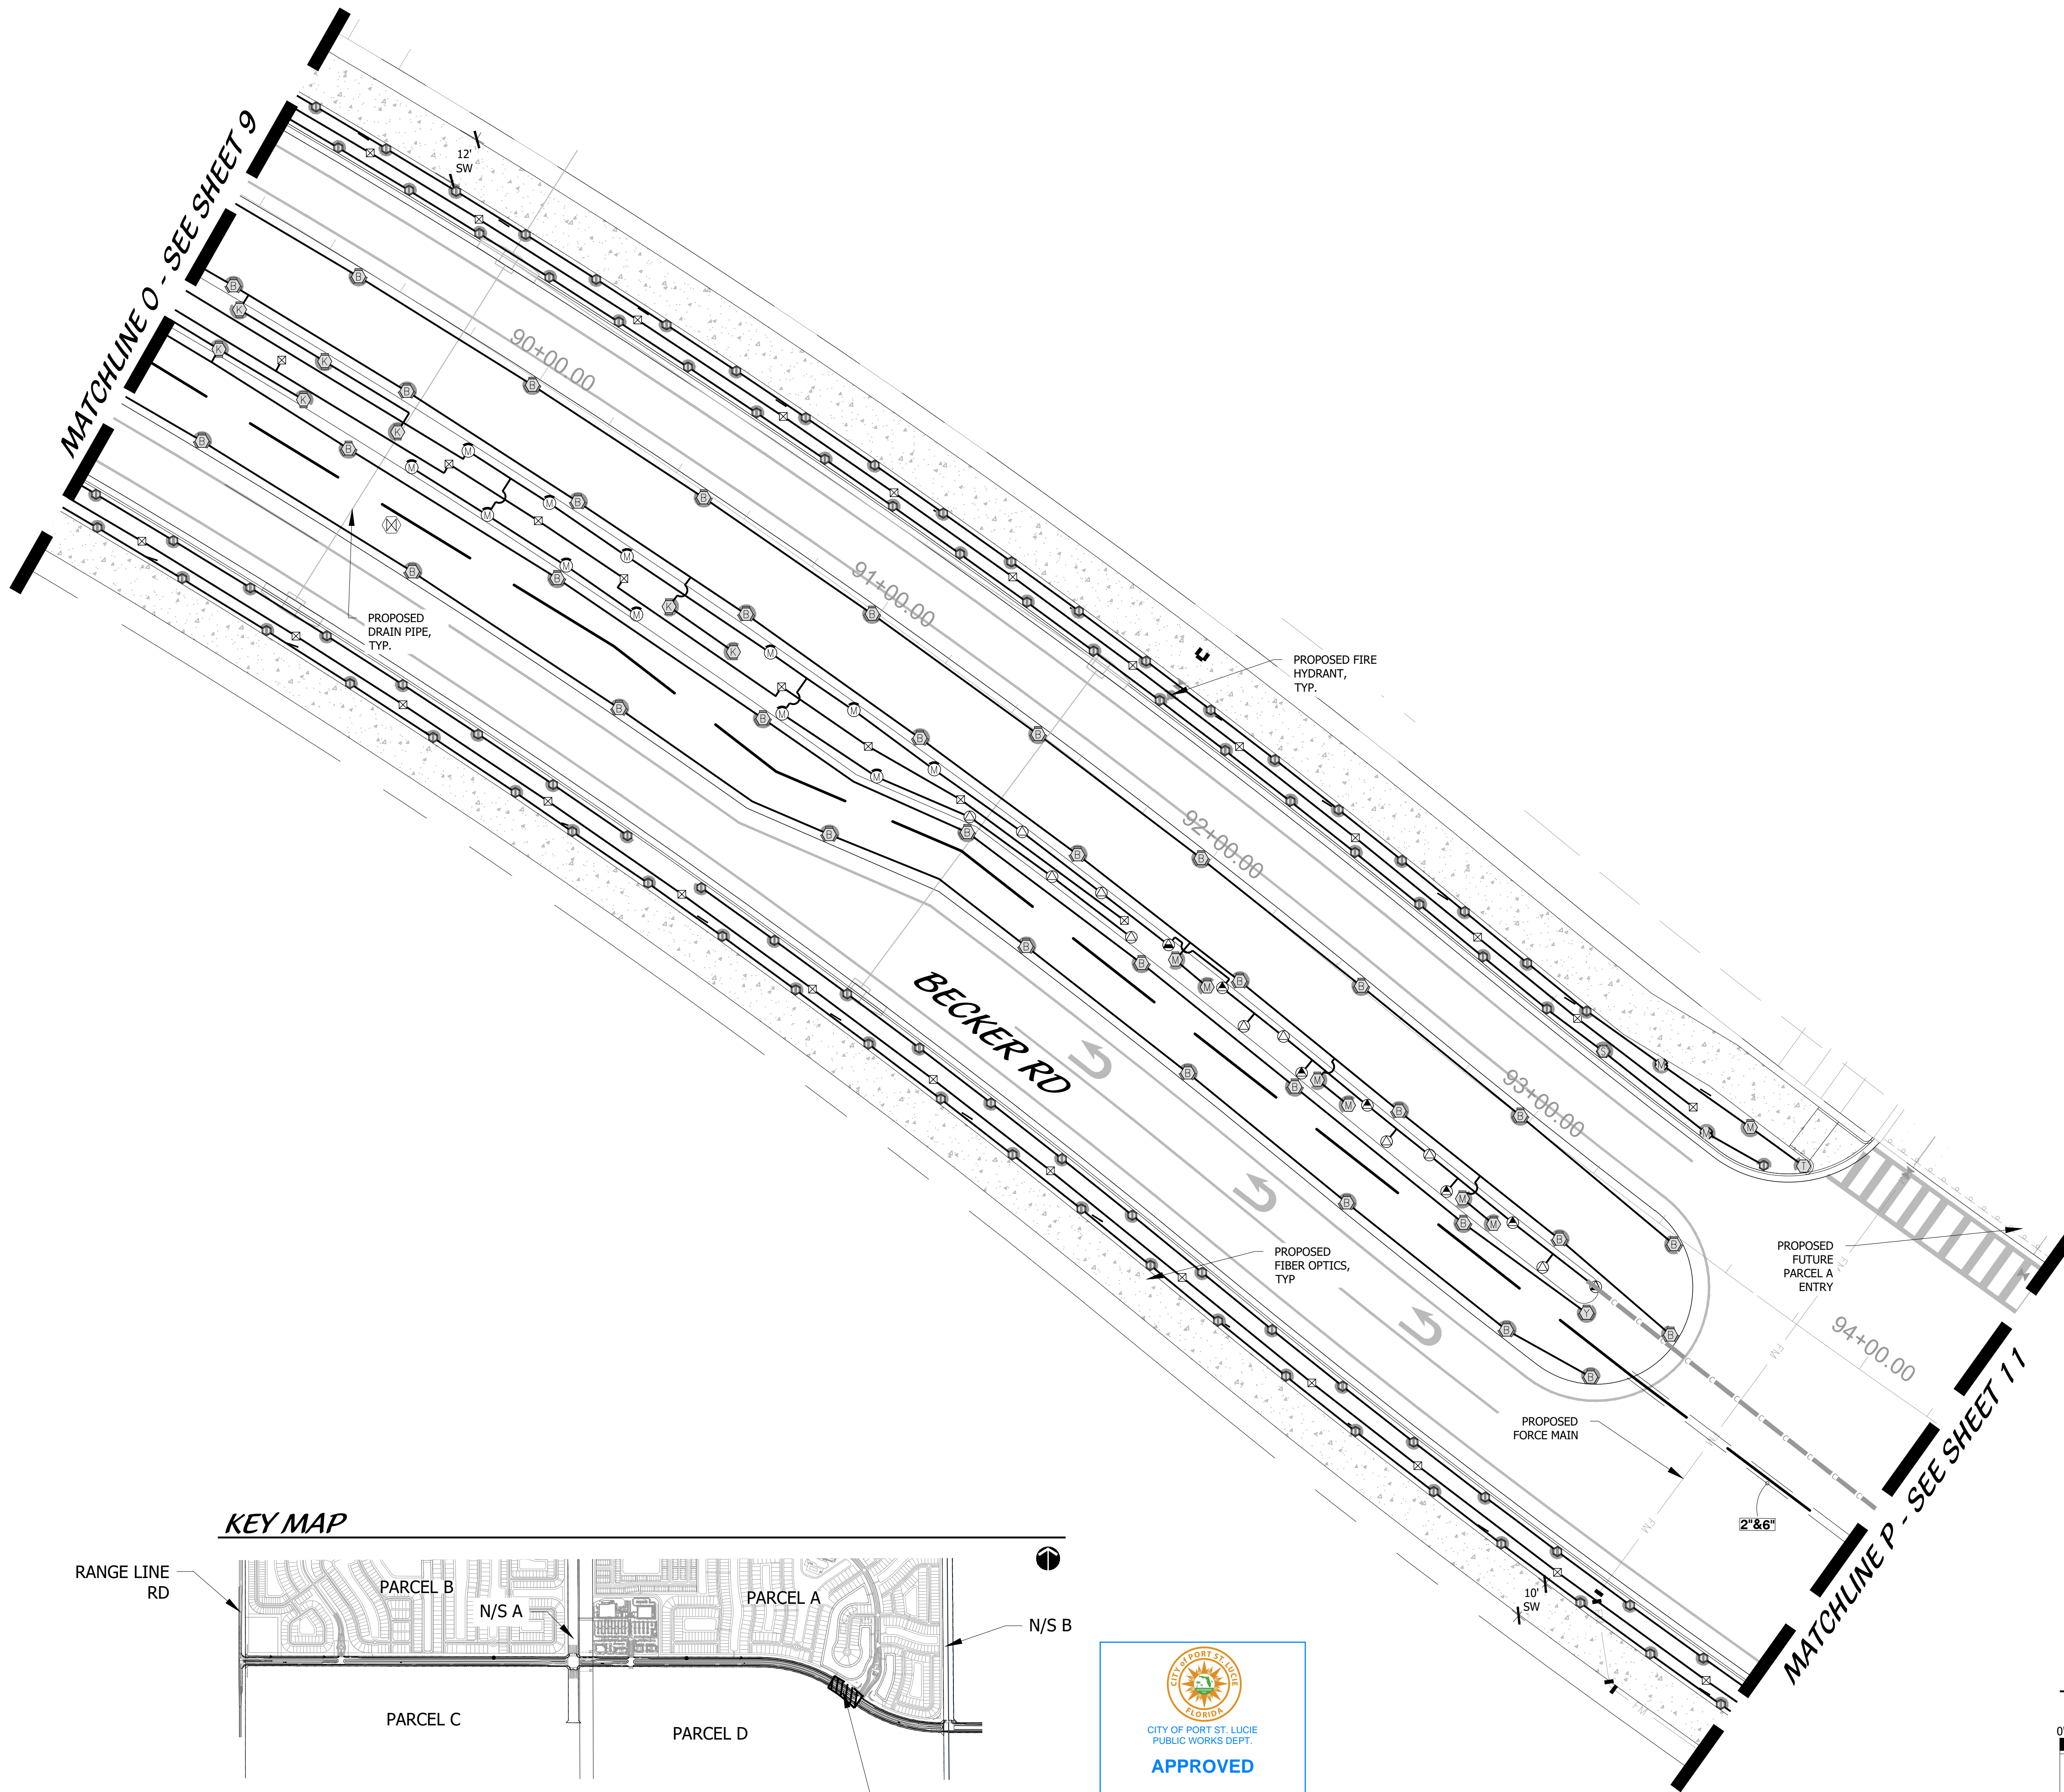 MATCHLINE O - SEE SHEET 9
12'
SW
90+00.00
PROPOSED
DRAIN PIPE,
TYP.
91+00.00
PROPOSED FIRE
HYDRANT,
TYP.
92+00.00
BECKER RD
93+00.00
PROPOSED
FIBER OPTICS,
TYP
PROPOSED
FUTURE
PARCEL A
ENTRY
94+00.00
PROPOSED
FORCE MAIN
2"&6"
10'
SW
MATCHLINE P - SEE SHEET 11
KEY MAP
RANGE LINE
RD
PARCEL B
N/S A
PARCEL A
N/S B
PARCEL C
PARCEL D
CITY of PORT ST. LUCIE
FLORIDA
CITY OF PORT ST. LUCIE
PUBLIC WORKS DEPT.
APPROVED